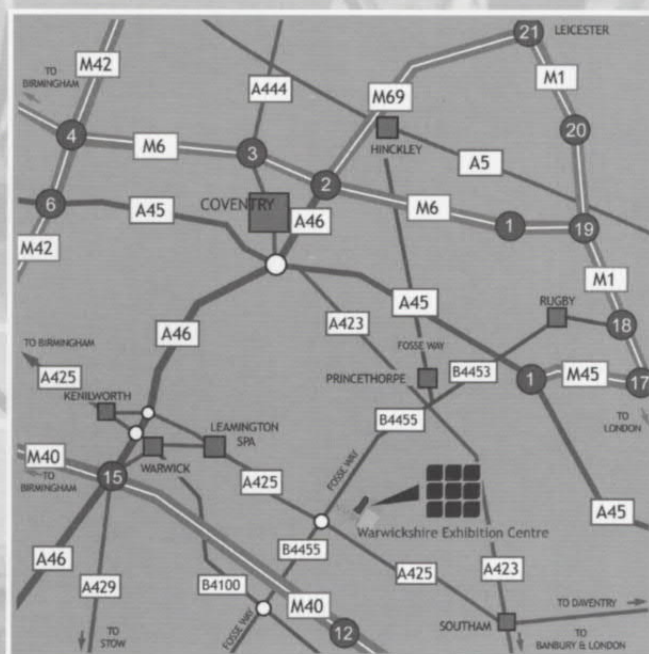 21
LEICESTER
M42
TO
BIRMINGHAM
A444
M69
M1
20
4
M6
3
HINCKLEY
A5
2
6
A45
COVENTRY
A46
M6
1
19
M42
M1
A46
A45
A423
RUGBY
18
TO BIRMINGHAM
A425
FOSSE WAY
PRINCETHORPE
B4453
1
M45
17
KENILWORTH
B4455
TO
LONDON
LEAMINGTON
SPA
M40
WARWICK
TO
BIRMINGHAM
15
A425
FOSSE WAY
Warwickshire Exhibition Centre
A45
A46
B4455
A425
A423
A429
B4100
M40
TO DAVENTRY
FOSSE WAY
12
SOUTHAM
TO
STOW
TO
BANBURY & LONDON